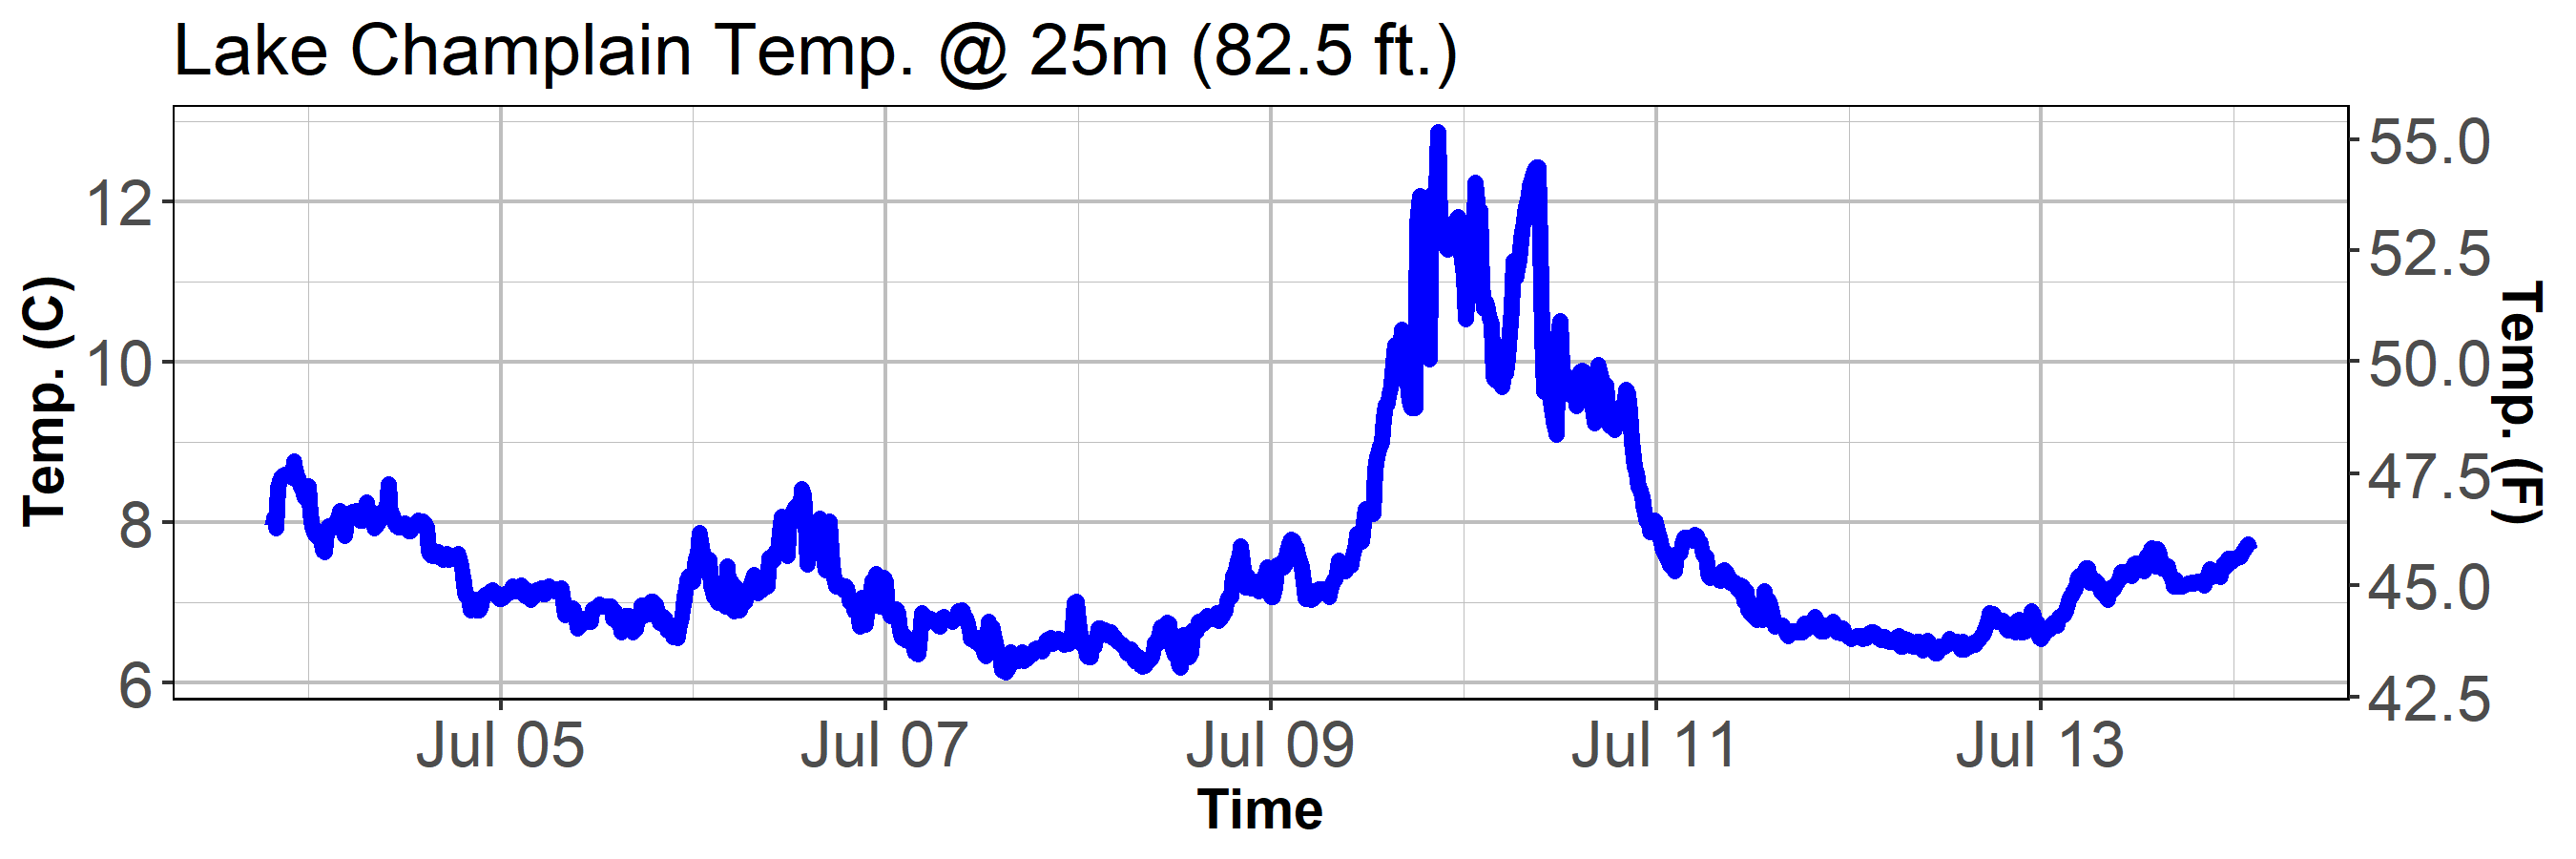 Lake Champlain Temp. @ 25m (82.5 ft.)
Temp. (C)
12
10
8
6
55.0
52.5
50.0
47.5
45.0
42.5
Temp. (F)
Jul 05 Jul 07 Jul 09 Jul 11 Jul 13
Time